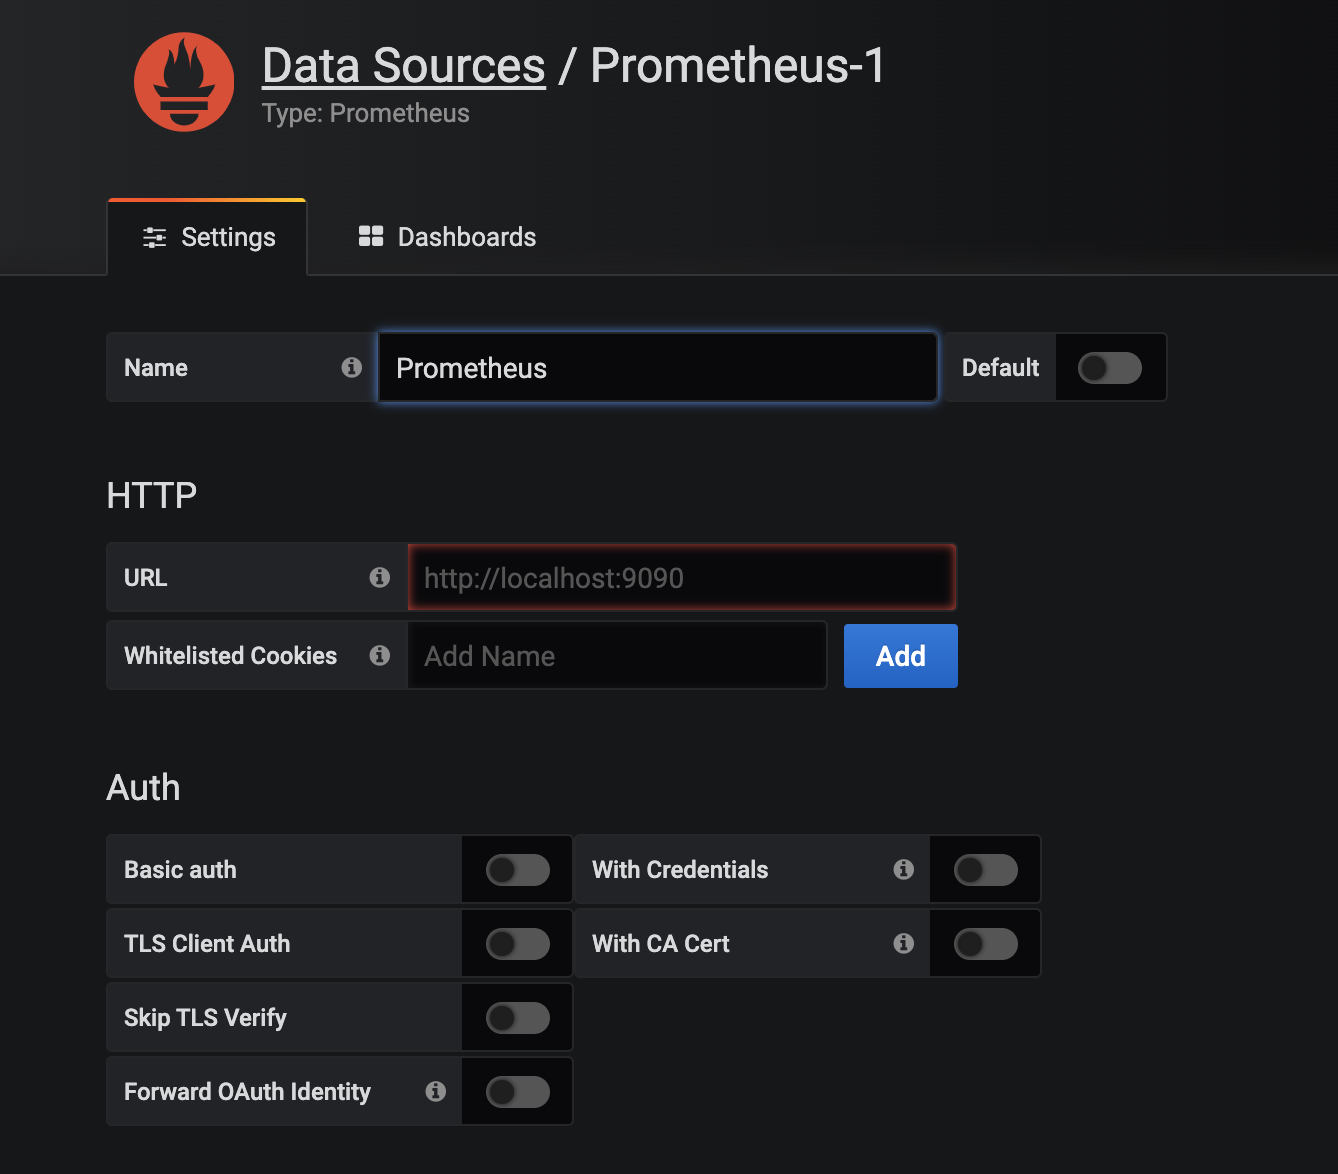 Data Sources / Prometheus-1
Type: Prometheus
Settings
Dashboards
Name
Prometheus
Default
HTTP
URL
http://localhost:9090
Whitelisted Cookies
Add Name
Add
Auth
Basic auth
With Credentials
TLS Client Auth
With CA Cert
Skip TLS Verify
Forward OAuth Identity